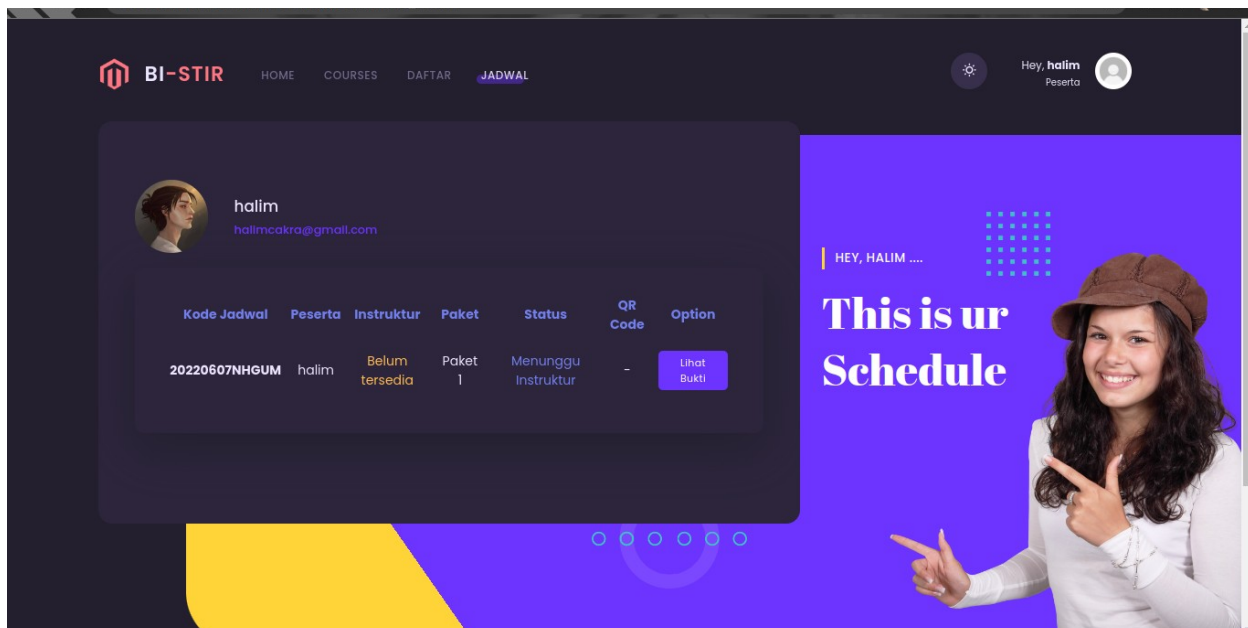 BI-STIR HOME COURSES DAFTAR JADWAL
Hey, halim
Peserta
halim
halimcakra@gmail.com
Kode Jadwal Peserta Instruktur Paket Status QR Code Option
20220607NHGUM halim Belum tersedia Paket 1 Menunggu Instruktur - Lihat Bukti
HEY, HALIM ....
This is ur
Schedule